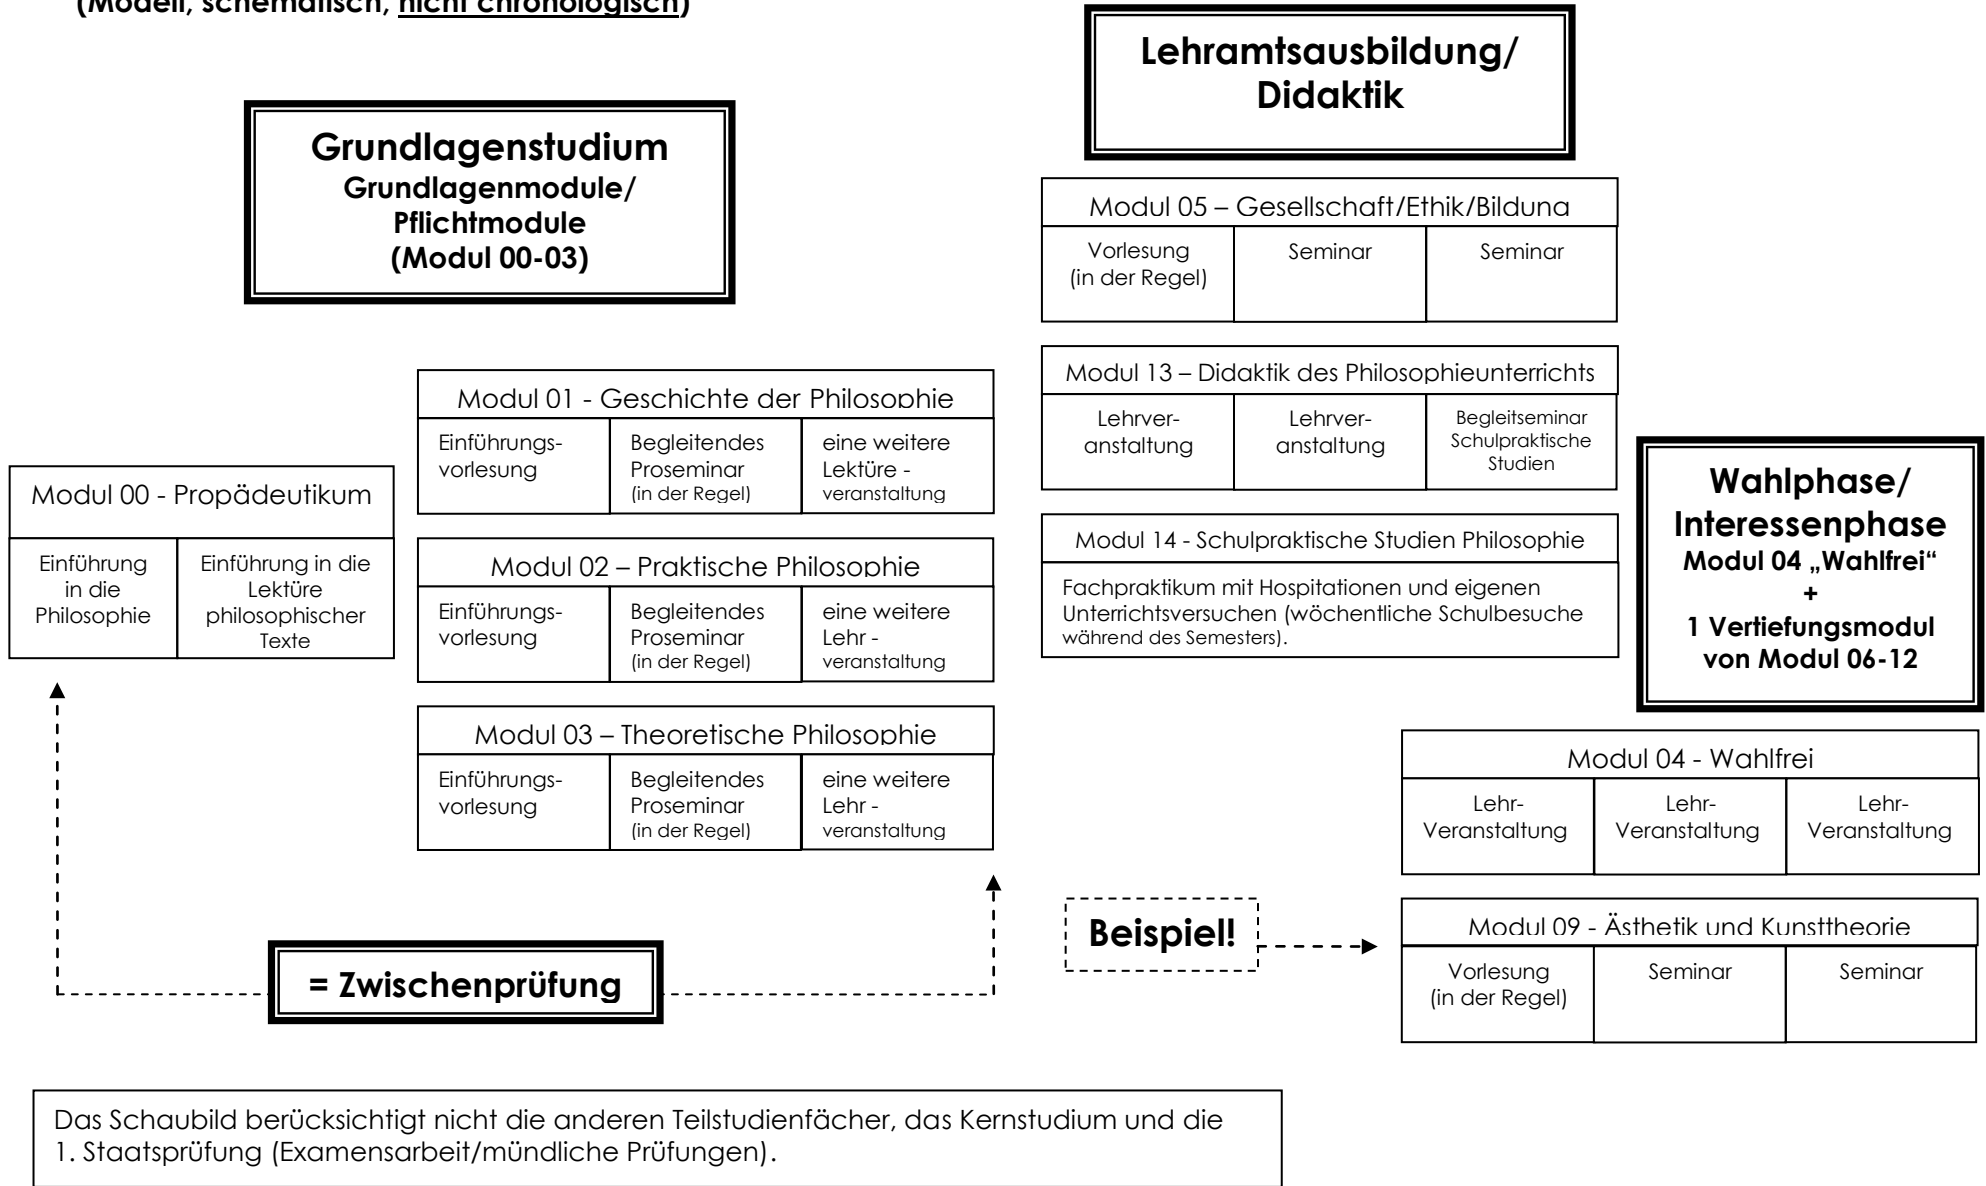 (Modell, schematisch, nicht chronologisch)
Grundlagenstudium
Grundlagenmodule/
Pflichtmodule
(Modul 00-03)
Modul 00 - Propädeutikum
Einführung
in die
Philosophie
Einführung in die
Lektüre
philosophischer
Texte
Modul 01 - Geschichte der Philosophie
Einführungs-
vorlesung
Begleitendes
Proseminar
(in der Regel)
eine weitere
Lektüre -
veranstaltung
Modul 02 – Praktische Philosophie
Einführungs-
vorlesung
Begleitendes
Proseminar
(in der Regel)
eine weitere
Lehr -
veranstaltung
Modul 03 – Theoretische Philosophie
Einführungs-
vorlesung
Begleitendes
Proseminar
(in der Regel)
eine weitere
Lehr -
veranstaltung
= Zwischenprüfung
Lehramtsausbildung/
Didaktik
Modul 05 – Gesellschaft/Ethik/Bildung
Vorlesung
(in der Regel)
Seminar
Seminar
Modul 13 – Didaktik des Philosophieunterrichts
Lehrver-
anstaltung
Lehrver-
anstaltung
Begleitseminar
Schulpraktische
Studien
Modul 14 - Schulpraktische Studien Philosophie
Fachpraktikum mit Hospitationen und eigenen
Unterrichtsversuchen (wöchentliche Schulbesuche
während des Semesters).
Wahlphase/
Interessenphase
Modul 04 „Wahlfrei“
+
1 Vertiefungsmodul
von Modul 06-12
Modul 04 - Wahlfrei
Lehr-
Veranstaltung
Lehr-
Veranstaltung
Lehr-
Veranstaltung
Beispiel!
Modul 09 - Ästhetik und Kunsttheorie
Vorlesung
(in der Regel)
Seminar
Seminar
Das Schaubild berücksichtigt nicht die anderen Teilstudienfächer, das Kernstudium und die
1. Staatsprüfung (Examensarbeit/mündliche Prüfungen).